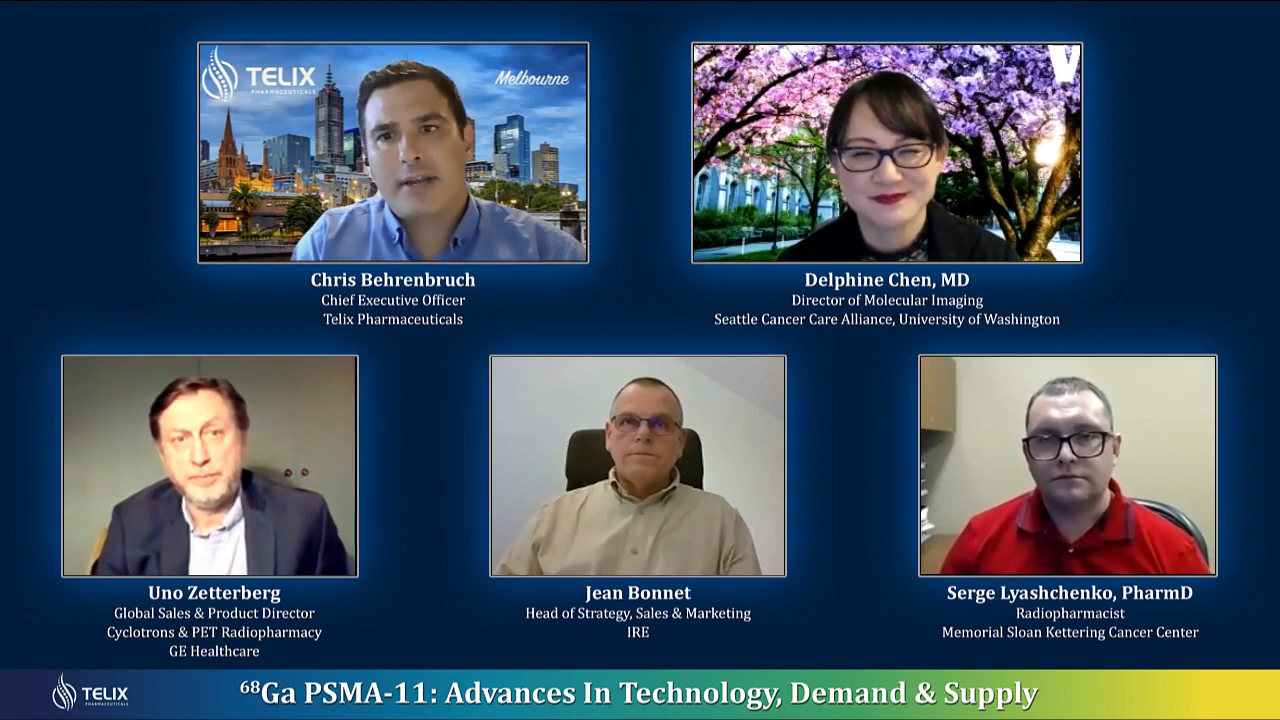 TELIX
PHARMACEUTICALS
Melbourne
Chris Behrenbruch
Chief Executive Officer
Telix Pharmaceuticals
Delphine Chen, MD
Director of Molecular Imaging
Seattle Cancer Care Alliance, University of Washington
Uno Zetterberg
Global Sales & Product Director
Cyclotrons & PET Radiopharmacy
GE Healthcare
Jean Bonnet
Head of Strategy, Sales & Marketing
IRE
Serge Lyashchenko, PharmD
Radiopharmacist
Memorial Sloan Kettering Cancer Center
TELIX
PHARMACEUTICALS
⁶⁸Ga PSMA-11: Advances In Technology, Demand & Supply